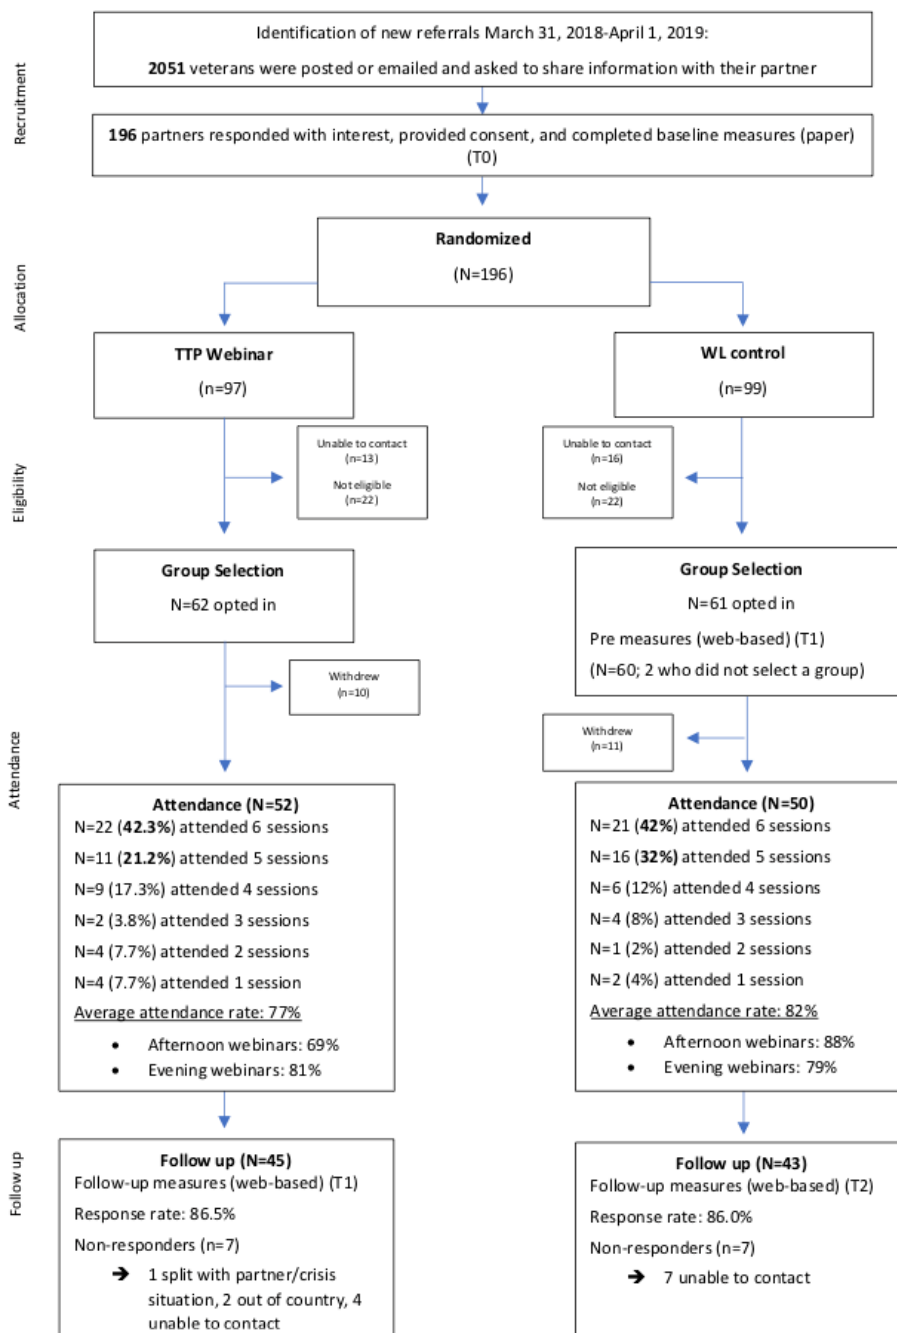 Recruitment
Identification of new referrals March 31, 2018-April 1, 2019:
2051 veterans were posted or emailed and asked to share information with their partner
196 partners responded with interest, provided consent, and completed baseline measures (paper)
(T0)
Allocation
Randomized
(N=196)
TTP Webinar
(n=97)
WL control
(n=99)
Eligibility
Unable to contact
(n=13)
Not eligible
(n=22)
Unable to contact
(n=16)
Not eligible
(n=22)
Group Selection
N=62 opted in
Group Selection
N=61 opted in
Pre measures (web-based) (T1)
(N=60; 2 who did not select a group)
Attendance
Withdrew
(n=10)
Withdrew
(n=11)
Attendance (N=52)
N=22 (42.3%) attended 6 sessions
N=11 (21.2%) attended 5 sessions
N=9 (17.3%) attended 4 sessions
N=2 (3.8%) attended 3 sessions
N=4 (7.7%) attended 2 sessions
N=4 (7.7%) attended 1 session
Average attendance rate: 77%
• Afternoon webinars: 69%
• Evening webinars: 81%
Attendance (N=50)
N=21 (42%) attended 6 sessions
N=16 (32%) attended 5 sessions
N=6 (12%) attended 4 sessions
N=4 (8%) attended 3 sessions
N=1 (2%) attended 2 sessions
N=2 (4%) attended 1 session
Average attendance rate: 82%
• Afternoon webinars: 88%
• Evening webinars: 79%
Follow up
Follow up (N=45)
Follow-up measures (web-based) (T1)
Response rate: 86.5%
Non-responders (n=7)
➔ 1 split with partner/crisis
situation, 2 out of country, 4
unable to contact
Follow up (N=43)
Follow-up measures (web-based) (T2)
Response rate: 86.0%
Non-responders (n=7)
➔ 7 unable to contact